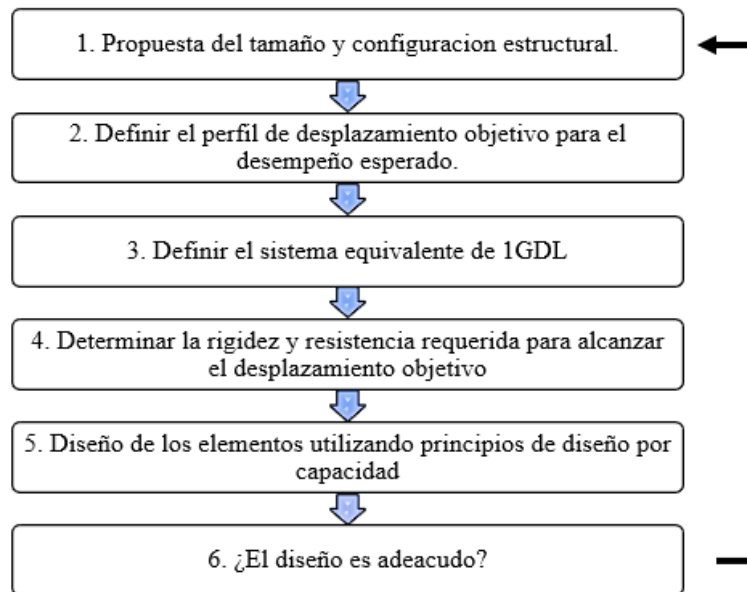 1. Propuesta del tamaño y configuracion estructural.
2. Definir el perfil de desplazamiento objetivo para el
desempeño esperado.
3. Definir el sistema equivalente de 1GDL
4. Determinar la rigidez y resistencia requerida para alcanzar
el desplazamiento objetivo
5. Diseño de los elementos utilizando principios de diseño por
capacidad
6. ¿El diseño es adeacudo?